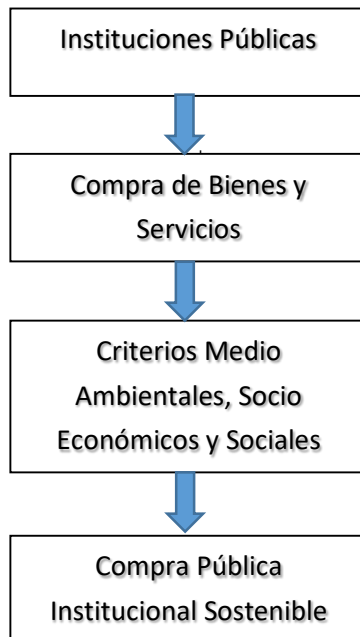 Instituciones Públicas
Compra de Bienes y
Servicios
Criterios Medio
Ambientales, Socio
Económicos y Sociales
Compra Pública
Institucional Sostenible